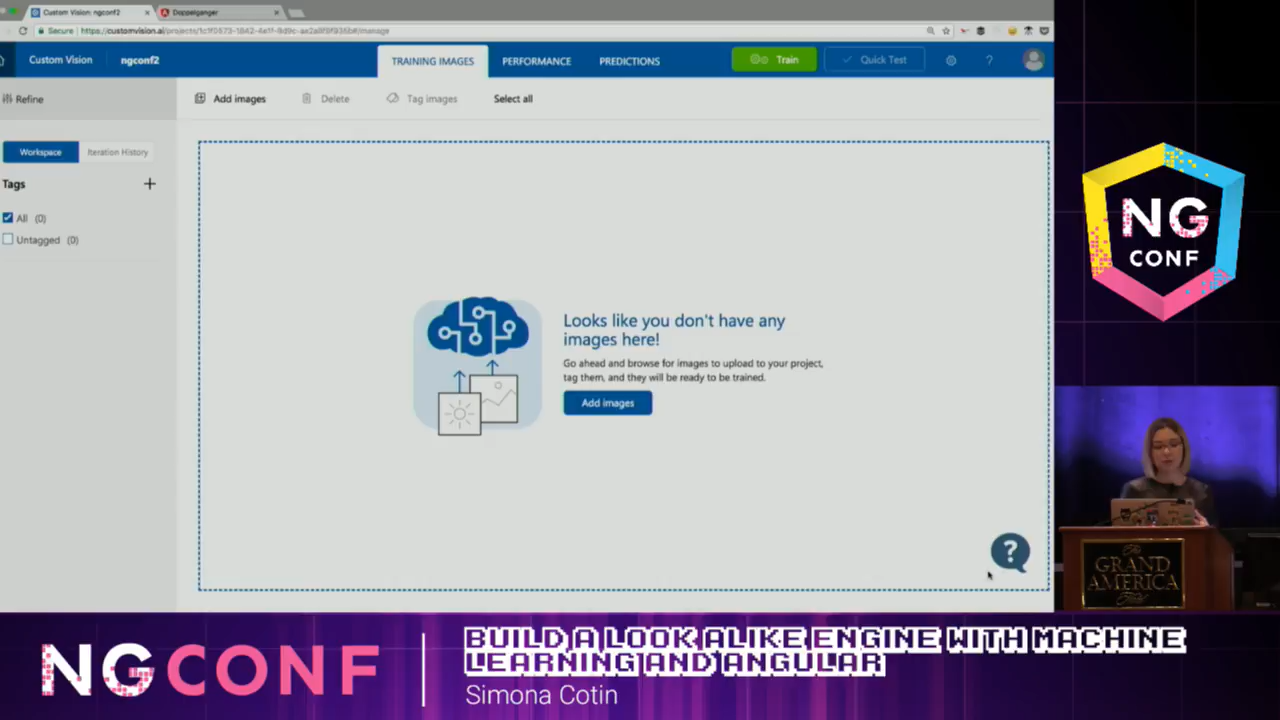 Custom Vision: ngconf2
Doppelganger
Secure
Custom Vision
ngconf2
TRAINING IMAGES
PERFORMANCE
PREDICTIONS
Train
Quick Test
?
Refine
Add images
Delete
Tag images
Select all
Workspace
Iteration History
Tags
All (0)
Untagged (0)
Looks like you don't have any
images here!
Go ahead and browse for images to upload to your project,
tag them, and they will be ready to be trained.
Add images
?
NG
CONF
The
GRAND
AMERICA
NGCONF
BUILD A LOOK ALIKE ENGINE WITH MACHINE
LEARNING AND ANGULAR
Simona Cotin